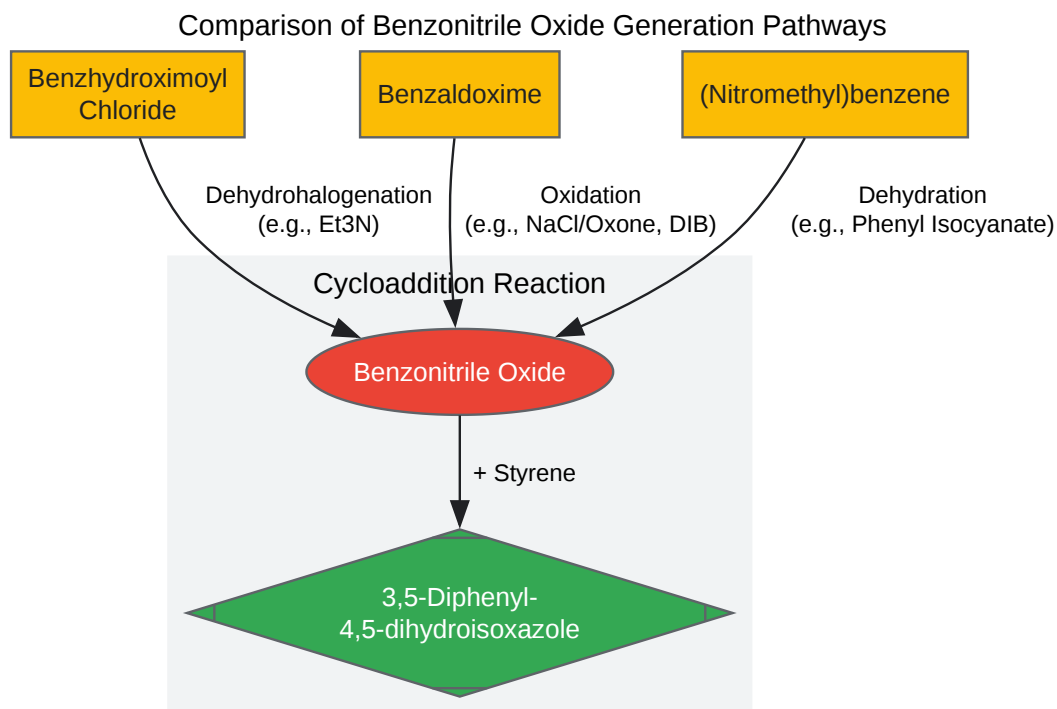 Comparison of Benzonitrile Oxide Generation Pathways
Benzhydroximoyl
Chloride
Benzaldoxime
(Nitromethyl)benzene
Dehydrohalogenation
(e.g., Et3N)
Oxidation
(e.g., NaCl/Oxone, DIB)
Dehydration
(e.g., Phenyl Isocyanate)
Cycloaddition Reaction
Benzonitrile Oxide
+ Styrene
3,5-Diphenyl-
4,5-dihydroisoxazole